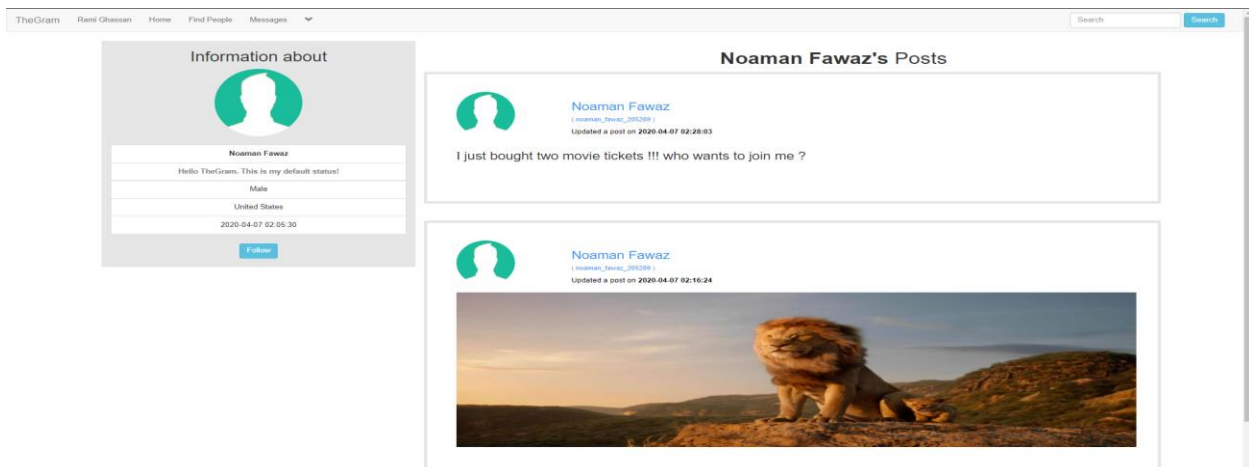 TheGram Rami Ghassan Home Find People Messages Search Search
Information about
Noaman Fawaz
Hello TheGram. This is my default status!
Male
United States
2020-04-07 02:05:30
Follow
Noaman Fawaz's Posts
Noaman Fawaz
( noaman_fawaz_205289 )
Updated a post on 2020-04-07 02:28:03
I just bought two movie tickets !!! who wants to join me ?
Noaman Fawaz
( noaman_fawaz_205289 )
Updated a post on 2020-04-07 02:16:24